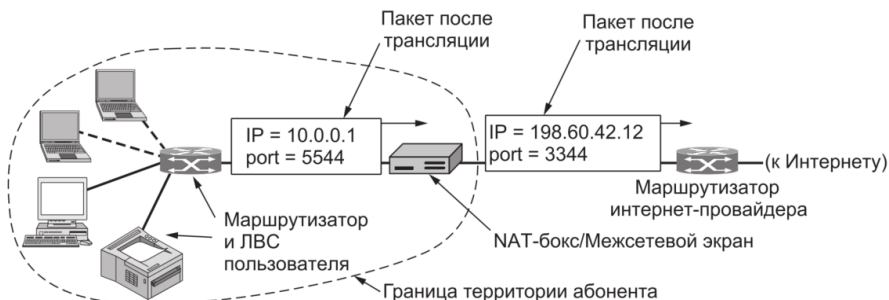 Пакет после
трансляции
Пакет после
трансляции
IP = 10.0.0.1
port = 5544
IP = 198.60.42.12
port = 3344
(к Интернету)
Маршрутизатор
интернет-провайдера
Маршрутизатор
и ЛВС
пользователя
NAT-бокс/Межсетевой экран
Граница территории абонента